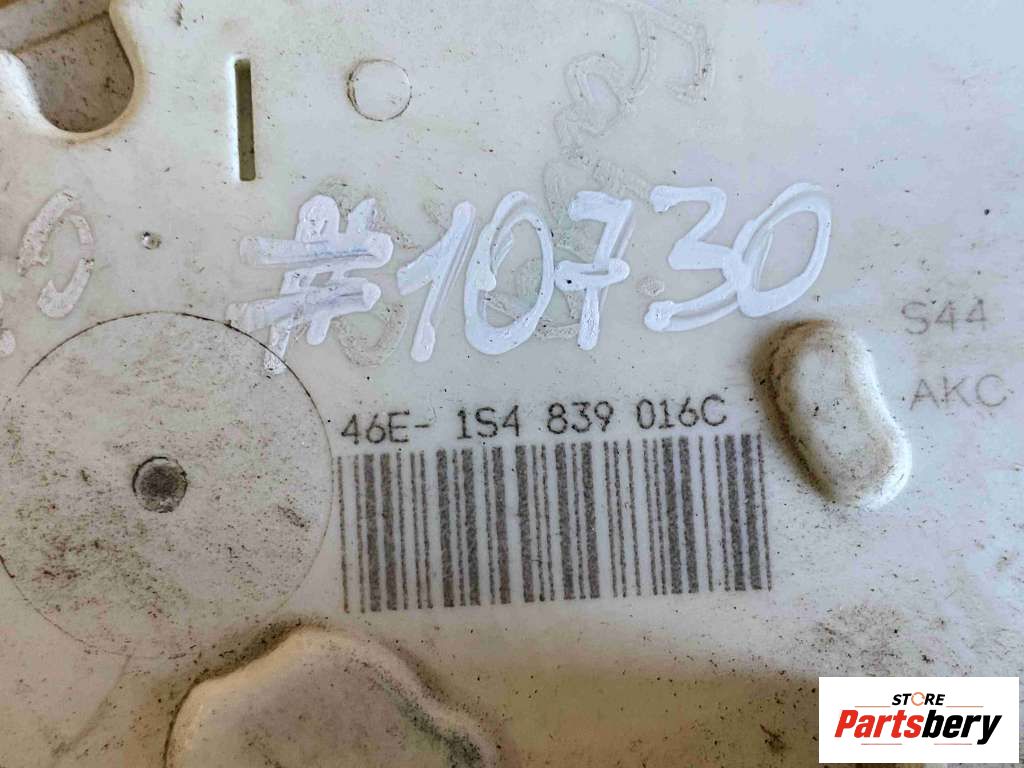 #10730
S44
AKC
46E- 1S4 839 016C
STORE
Partsbery